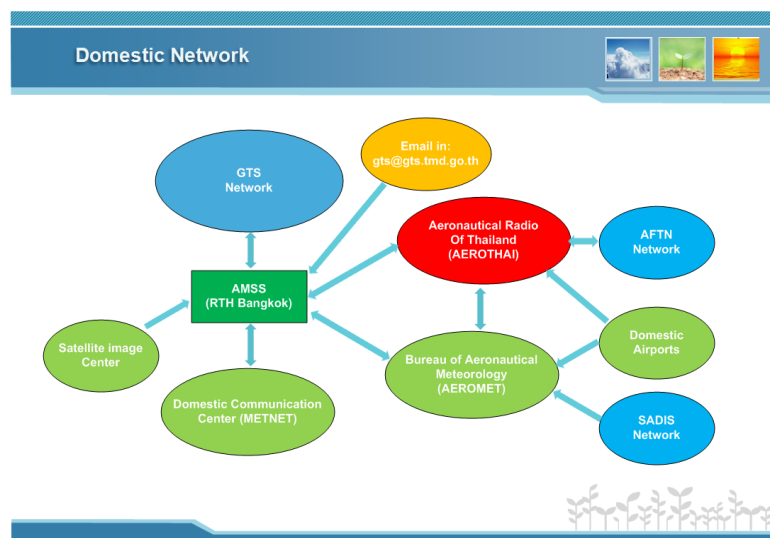 Domestic Network
Email in:
gts@gts.tmd.go.th
GTS
Network
Aeronautical Radio
Of Thailand
(AEROTHAI)
AFTN
Network
AMSS
(RTH Bangkok)
Satellite image
Center
Bureau of Aeronautical
Meteorology
(AEROMET)
Domestic
Airports
Domestic Communication
Center (METNET)
SADIS
Network